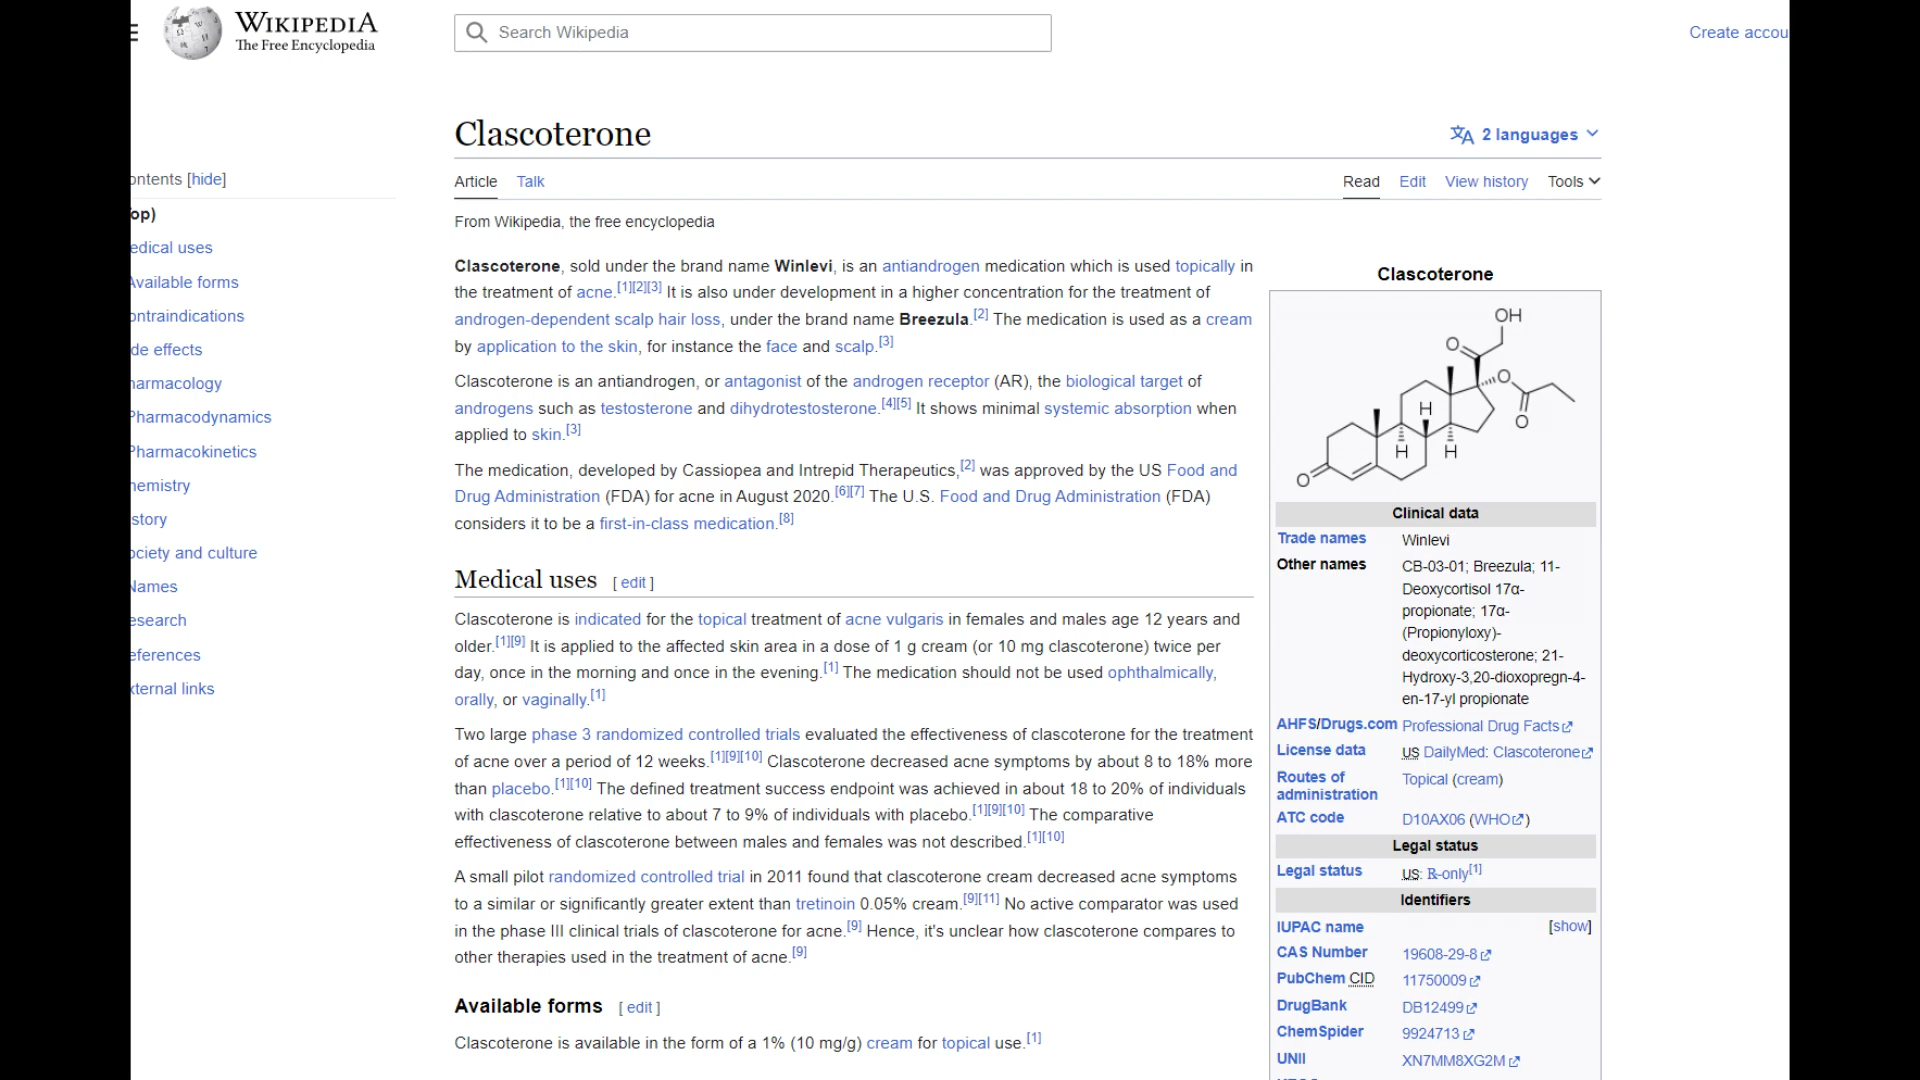 WIKIPEDIA
The Free Encyclopedia
Search Wikipedia
Create accou
Clascoterone
2 languages
ontents [hide]
op)
edical uses
Available forms
ontraindications
de effects
harmacology
Pharmacodynamics
Pharmacokinetics
hemistry
story
ociety and culture
Names
esearch
eferences
xternal links
Article Talk
Read Edit View history Tools
From Wikipedia, the free encyclopedia
Clascoterone, sold under the brand name Winlevi, is an antiandrogen medication which is used topically in
the treatment of acne.[1][2][3] It is also under development in a higher concentration for the treatment of
androgen-dependent scalp hair loss, under the brand name Breezula.[2] The medication is used as a cream
by application to the skin, for instance the face and scalp.[3]
Clascoterone is an antiandrogen, or antagonist of the androgen receptor (AR), the biological target of
androgens such as testosterone and dihydrotestosterone.[4][5] It shows minimal systemic absorption when
applied to skin.[3]
The medication, developed by Cassiopea and Intrepid Therapeutics,[2] was approved by the US Food and
Drug Administration (FDA) for acne in August 2020.[6][7] The U.S. Food and Drug Administration (FDA)
considers it to be a first-in-class medication.[8]
Medical uses [ edit ]
Clascoterone is indicated for the topical treatment of acne vulgaris in females and males age 12 years and
older.[1][9] It is applied to the affected skin area in a dose of 1 g cream (or 10 mg clascoterone) twice per
day, once in the morning and once in the evening.[1] The medication should not be used ophthalmically,
orally, or vaginally.[1]
Two large phase 3 randomized controlled trials evaluated the effectiveness of clascoterone for the treatment
of acne over a period of 12 weeks.[1][9][10] Clascoterone decreased acne symptoms by about 8 to 18% more
than placebo.[1][10] The defined treatment success endpoint was achieved in about 18 to 20% of individuals
with clascoterone relative to about 7 to 9% of individuals with placebo.[1][9][10] The comparative
effectiveness of clascoterone between males and females was not described.[1][10]
A small pilot randomized controlled trial in 2011 found that clascoterone cream decreased acne symptoms
to a similar or significantly greater extent than tretinoin 0.05% cream.[9][11] No active comparator was used
in the phase III clinical trials of clascoterone for acne.[9] Hence, it's unclear how clascoterone compares to
other therapies used in the treatment of acne.[9]
Available forms [ edit ]
Clascoterone is available in the form of a 1% (10 mg/g) cream for topical use.[1]
Clascoterone
OH
O
O
O
H
H
H
O
Clinical data
Trade names Winlevi
Other names CB-03-01; Breezula; 11-
Deoxycortisol 17α-
propionate; 17α-
(Propionyloxy)-
deoxycorticosterone; 21-
Hydroxy-3,20-dioxopregn-4-
en-17-yl propionate
AHFS/Drugs.com Professional Drug Facts
License data US DailyMed: Clascoterone
Routes of
administration Topical (cream)
ATC code D10AX06 (WHO)
Legal status
Legal status US: ℞-only[1]
Identifiers
IUPAC name [show]
CAS Number 19608-29-8
PubChem CID 11750009
DrugBank DB12499
ChemSpider 9924713
UNII XN7MM8XG2M